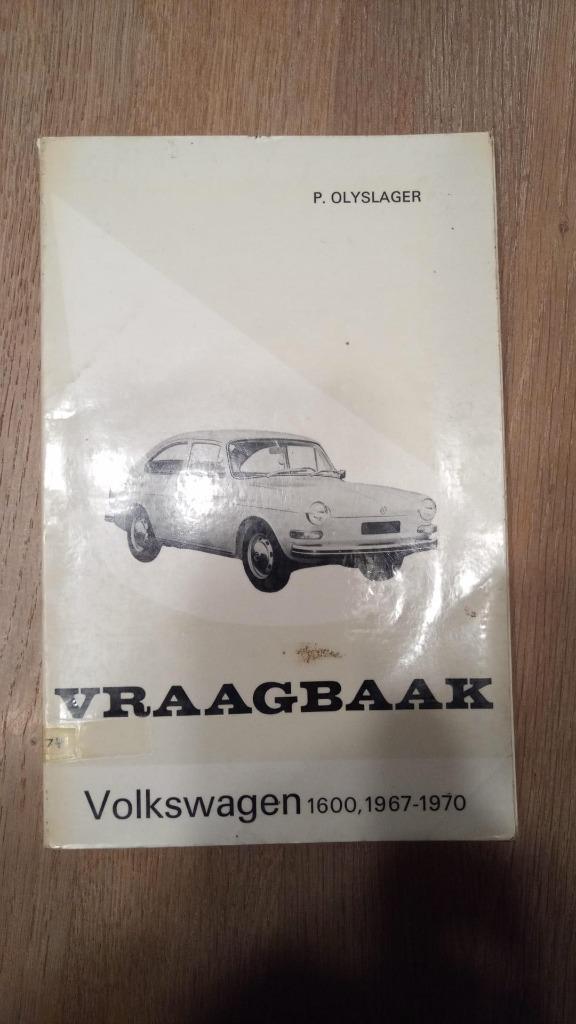 P. OLYSLAGER
VRAAGBAAK
Volkswagen 1600, 1967-1970